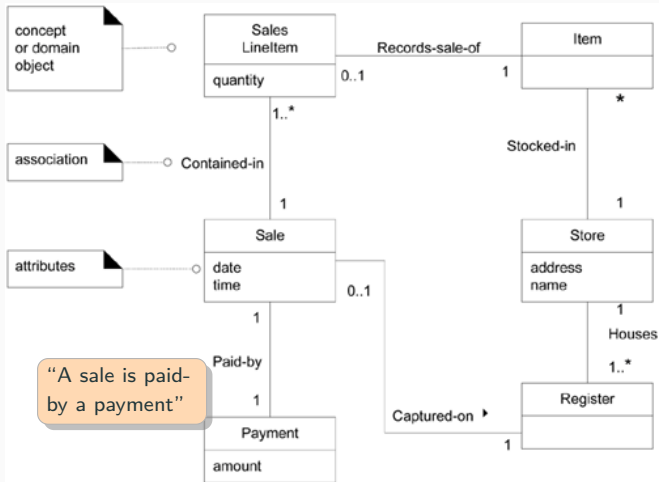 concept
or domain
object
Sales
LineItem
quantity
Records-sale-of
0..1
1
Item
*
1..*
association
Contained-in
Stocked-in
1
1
attributes
Sale
date
time
0..1
Store
address
name
1
1
Houses
"A sale is paid-
by a payment"
Paid-by
1..*
1
Captured-on
Register
1
Payment
amount